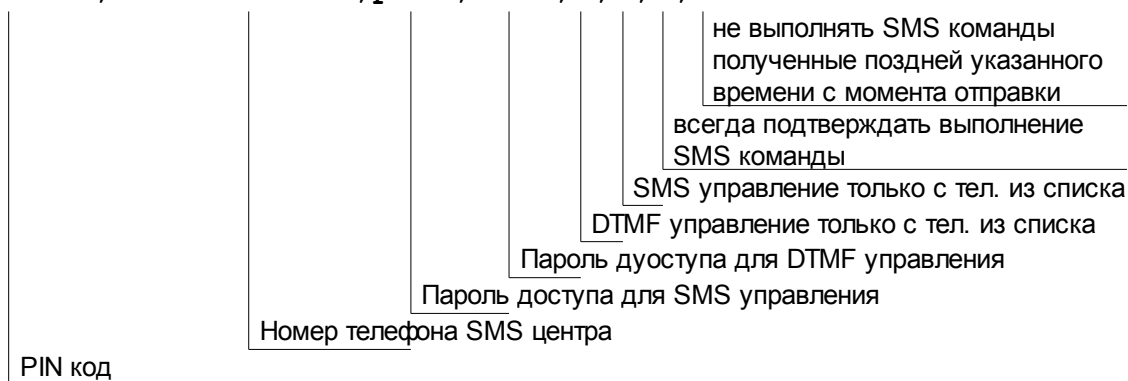 не выполнять SMS команды
полученные поздней указанного
времени с момента отправки
всегда подтверждать выполнение
SMS команды
SMS управление только с тел. из списка
DTMF управление только с тел. из списка
Пароль дуоступа для DTMF управления
Пароль доступа для SMS управления
Номер телефона SMS центра
PIN код